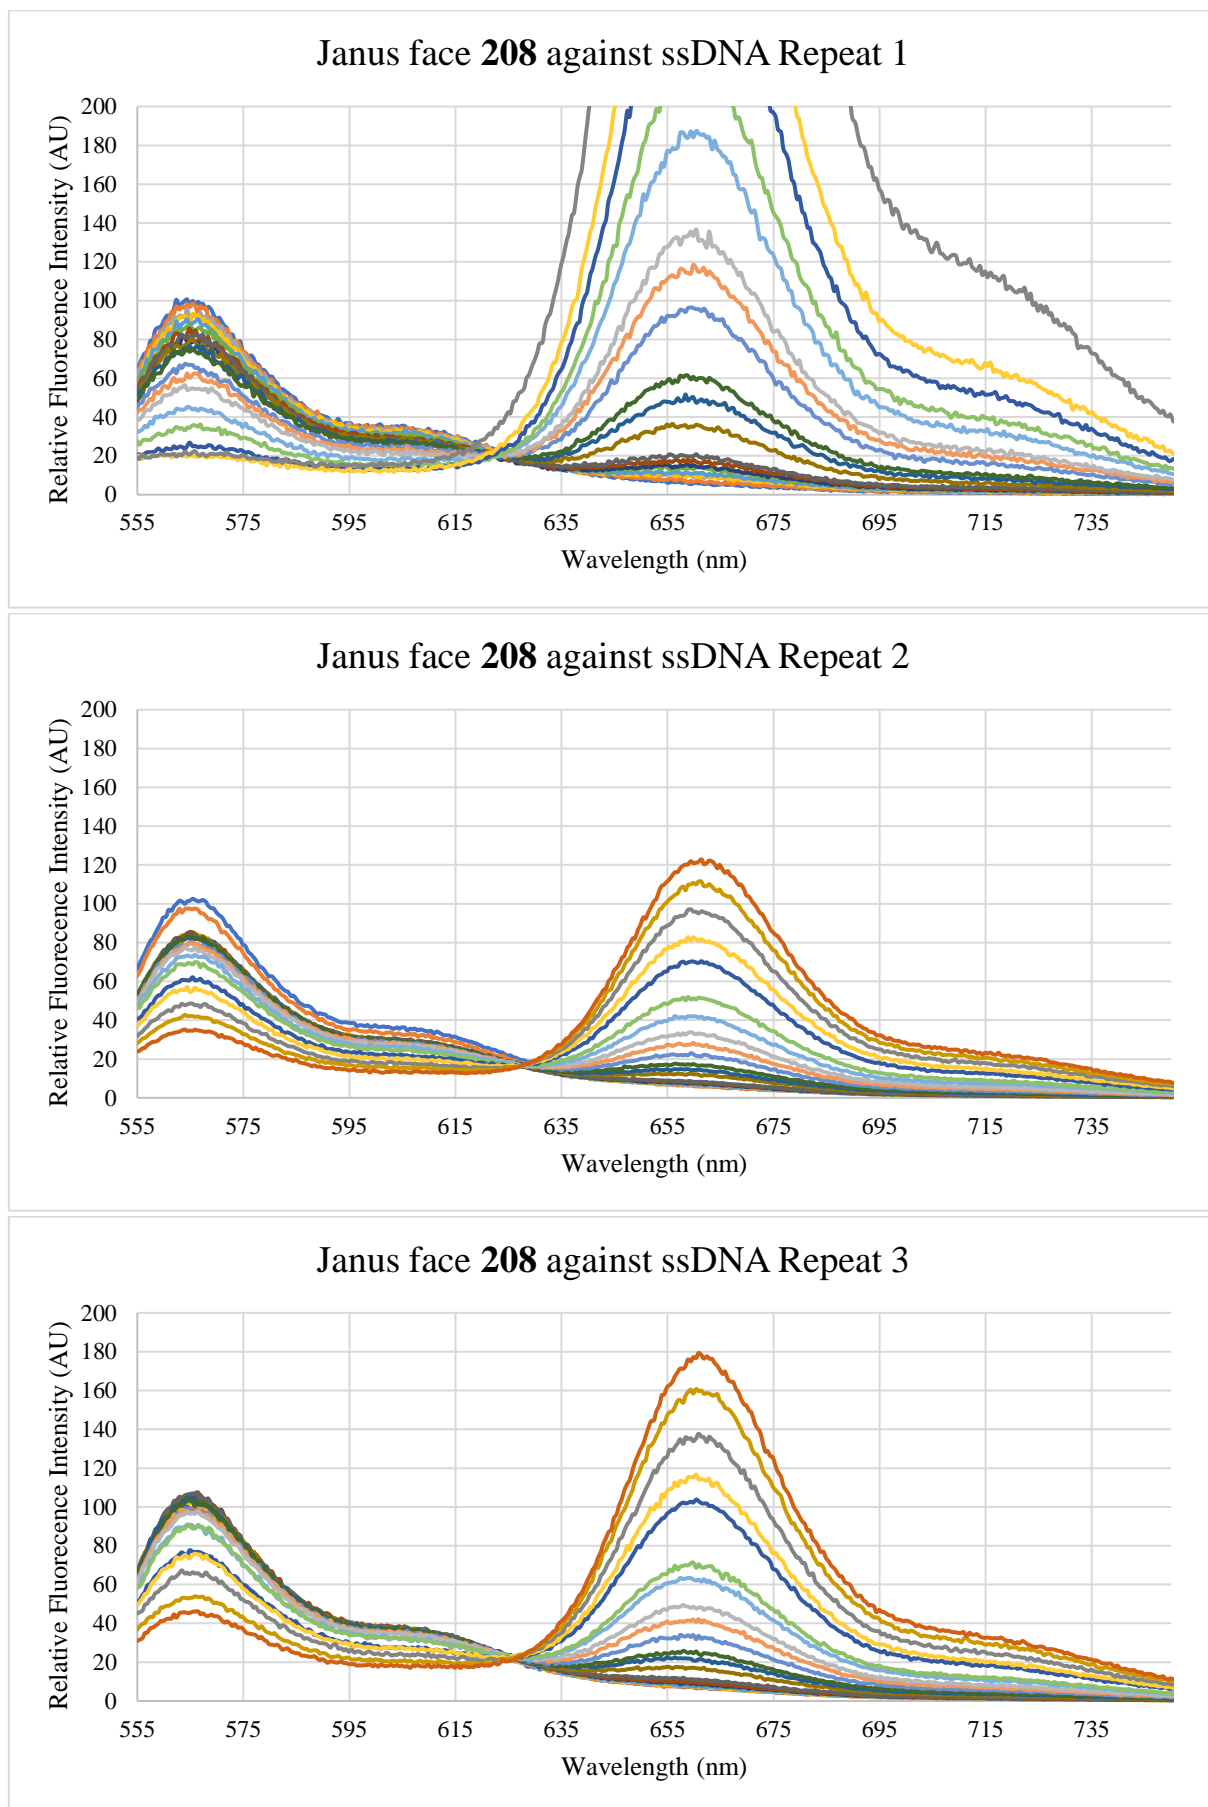 Janus face 208 against ssDNA Repeat 1
Relative Fluorecence Intensity (AU)
200
180
160
140
120
100
80
60
40
20
0
555 575 595 615 635 655 675 695 715 735
Wavelength (nm)
Janus face 208 against ssDNA Repeat 2
Relative Fluorecence Intensity (AU)
200
180
160
140
120
100
80
60
40
20
0
555 575 595 615 635 655 675 695 715 735
Wavelength (nm)
Janus face 208 against ssDNA Repeat 3
Relative Fluorecence Intensity (AU)
200
180
160
140
120
100
80
60
40
20
0
555 575 595 615 635 655 675 695 715 735
Wavelength (nm)